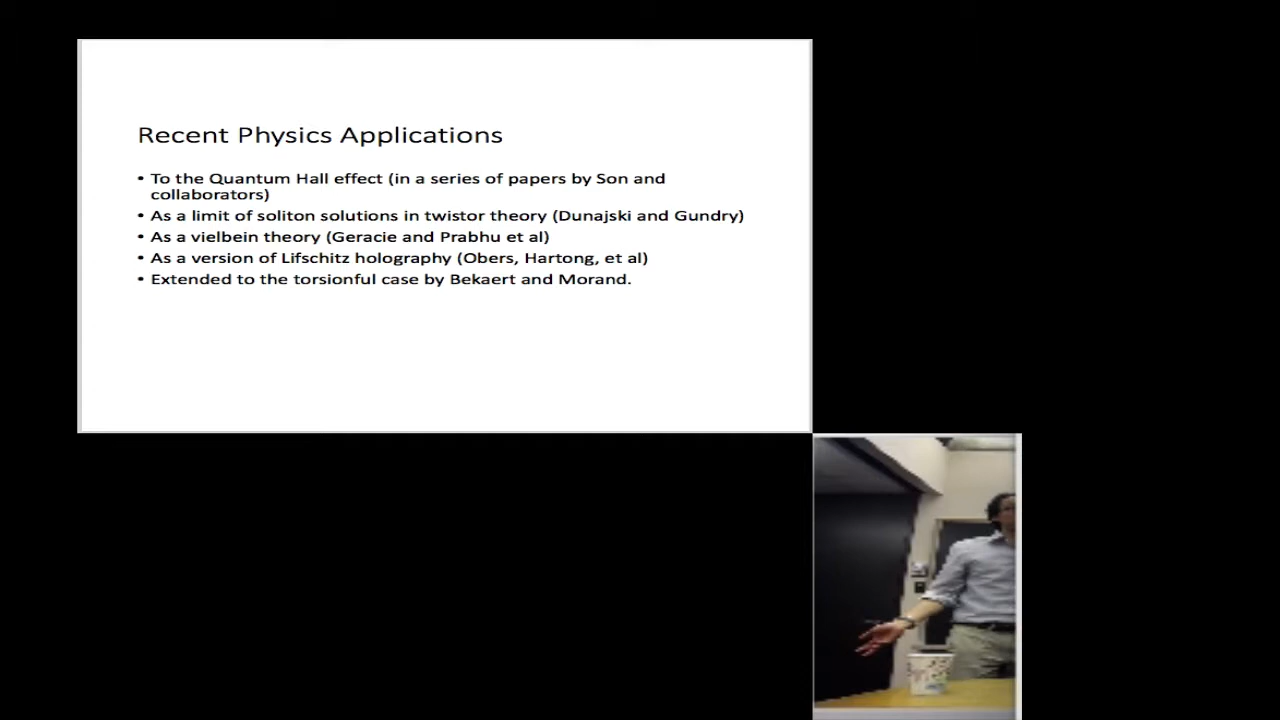 Recent Physics Applications
• To the Quantum Hall effect (in a series of papers by Son and
collaborators)
• As a limit of soliton solutions in twistor theory (Dunajski and Gundry)
• As a vielbein theory (Geracie and Prabhu et al)
• As a version of Lifschitz holography (Obers, Hartong, et al)
• Extended to the torsionful case by Bekaert and Morand.